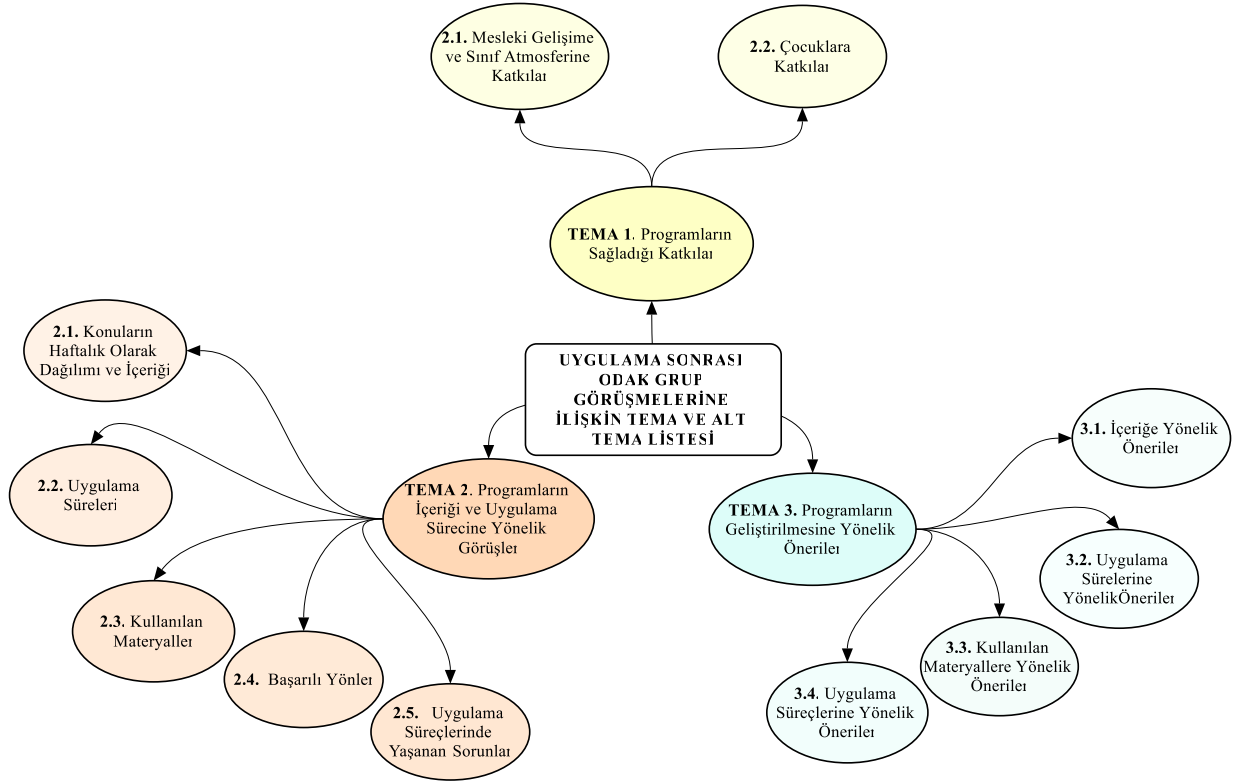 2.1. Mesleki Gelişime
ve Sınıf Atmosferine
Katkılar
2.2. Çocuklara
Katkılar
TEMA 1. Programların
Sağladığı Katkılar
UYGULAMA SONRASI
ODAK GRUP
GÖRÜŞMELERİNE
İLİŞKİN TEMA VE ALT
TEMA LİSTESİ
TEMA 2. Programların
İçeriği ve Uygulama
Sürecine Yönelik
Görüşler
2.1. Konuların
Haftalık Olarak
Dağılımı ve İçeriği
2.2. Uygulama
Süreleri
2.3. Kullanılan
Materyaller
2.4. Başarılı Yönler
2.5. Uygulama
Süreçlerinde
Yaşanan Sorunlar
TEMA 3. Programların
Geliştirilmesine Yönelik
Öneriler
3.1. İçeriğe Yönelik
Öneriler
3.2. Uygulama
Sürelerine
YönelikÖneriler
3.3. Kullanılan
Materyallere Yönelik
Öneriler
3.4. Uygulama
Süreçlerine Yönelik
Öneriler